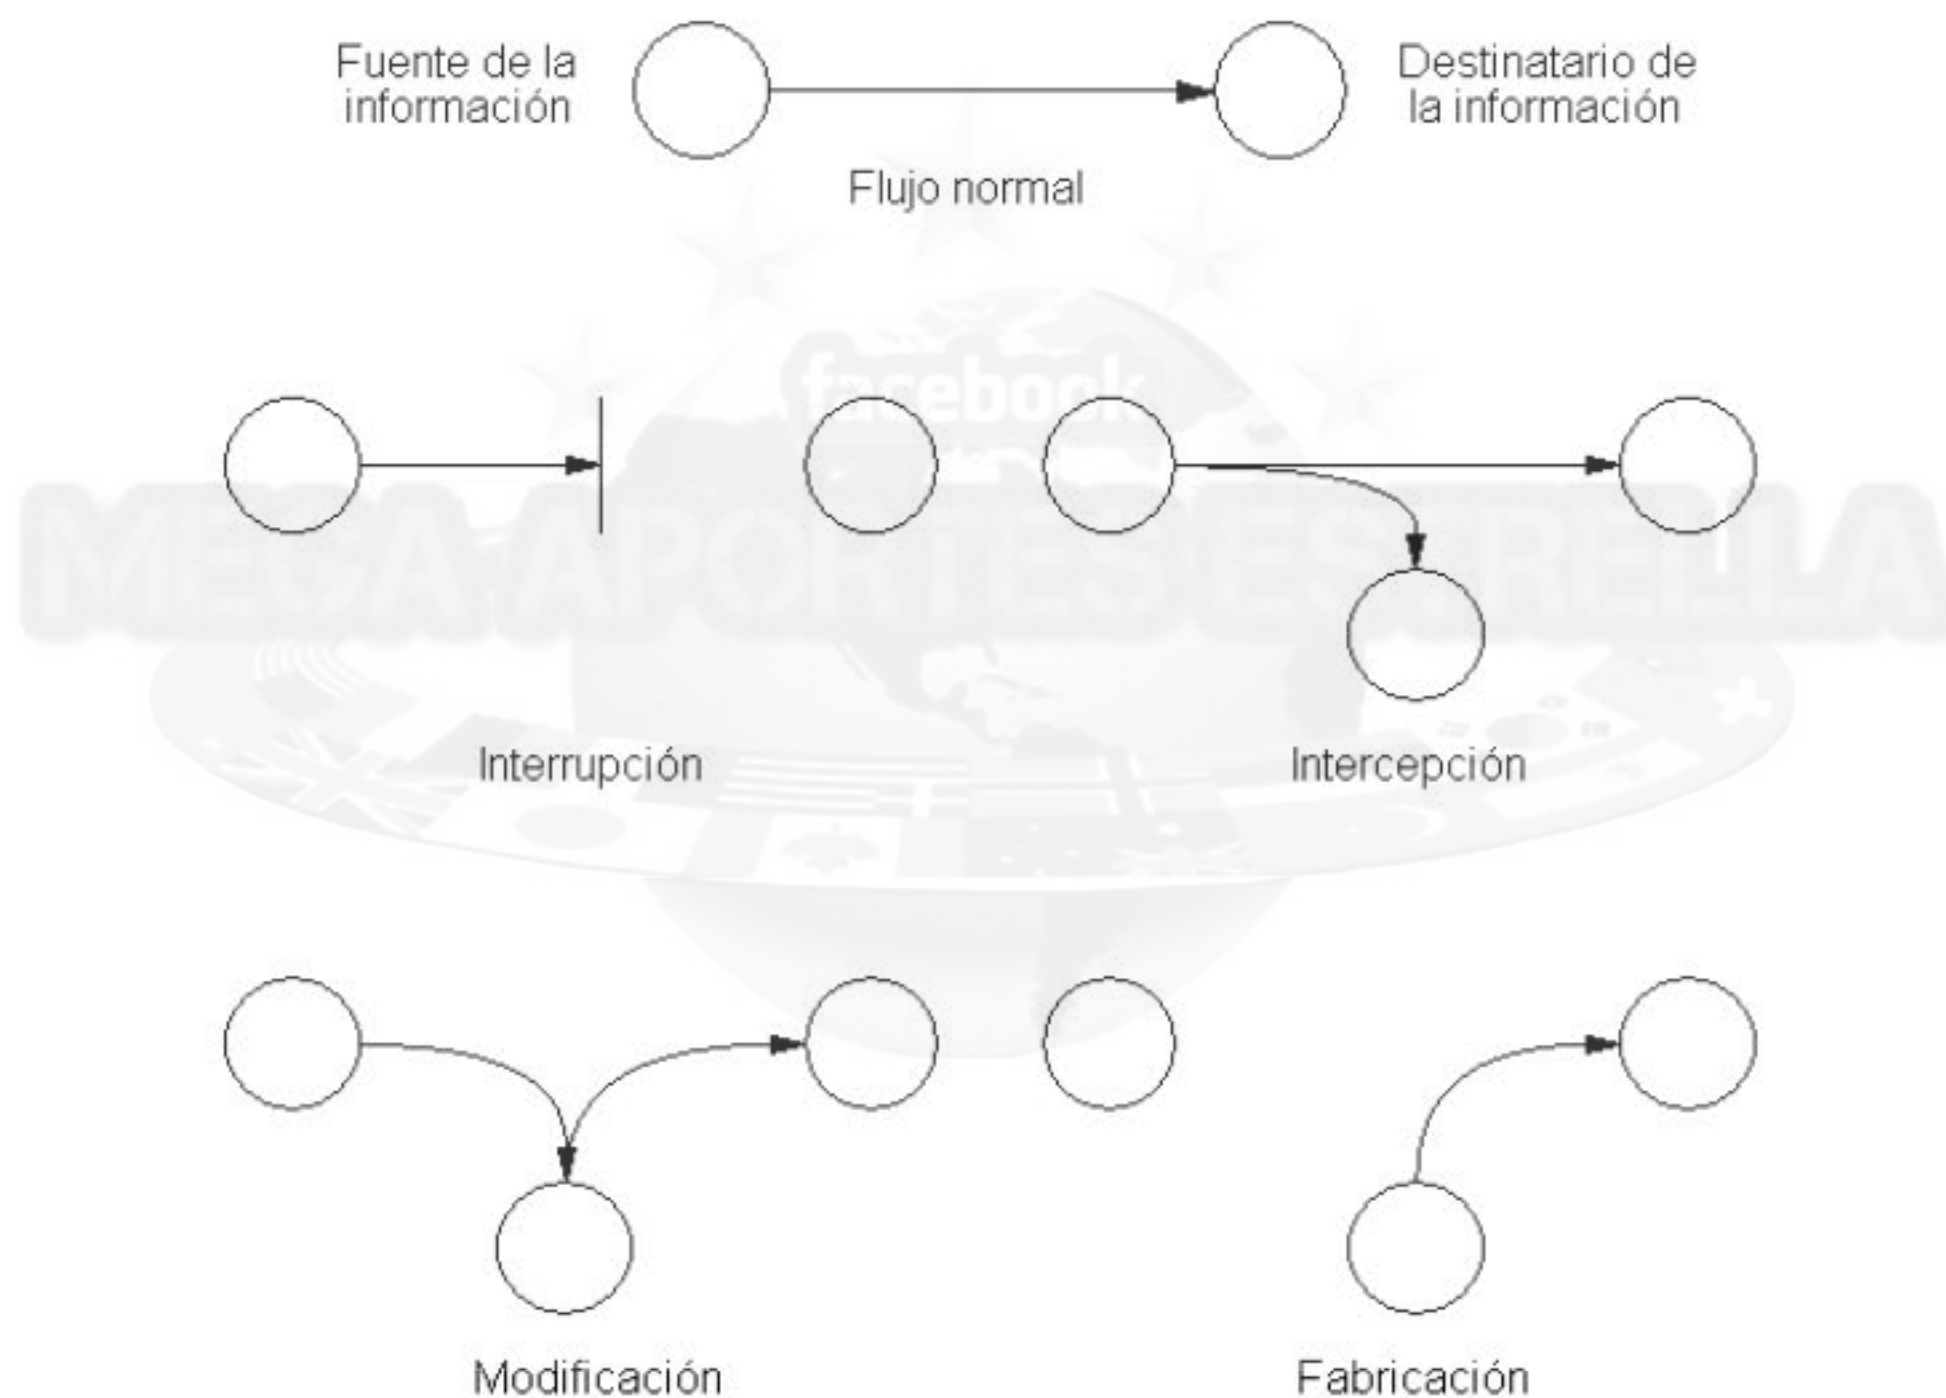 Fuente de la
información
Destinatario de
la información
Flujo normal
facebook
MEGA APORTES ESTRELLA
Interrupción
Intercepción
Modificación
Fabricación